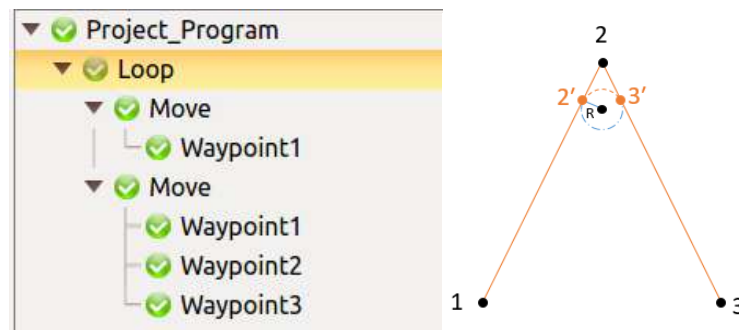 Project_Program
Loop
Move
Waypoint1
Move
Waypoint1
Waypoint2
Waypoint3
2
2′ 3′
R
1 3